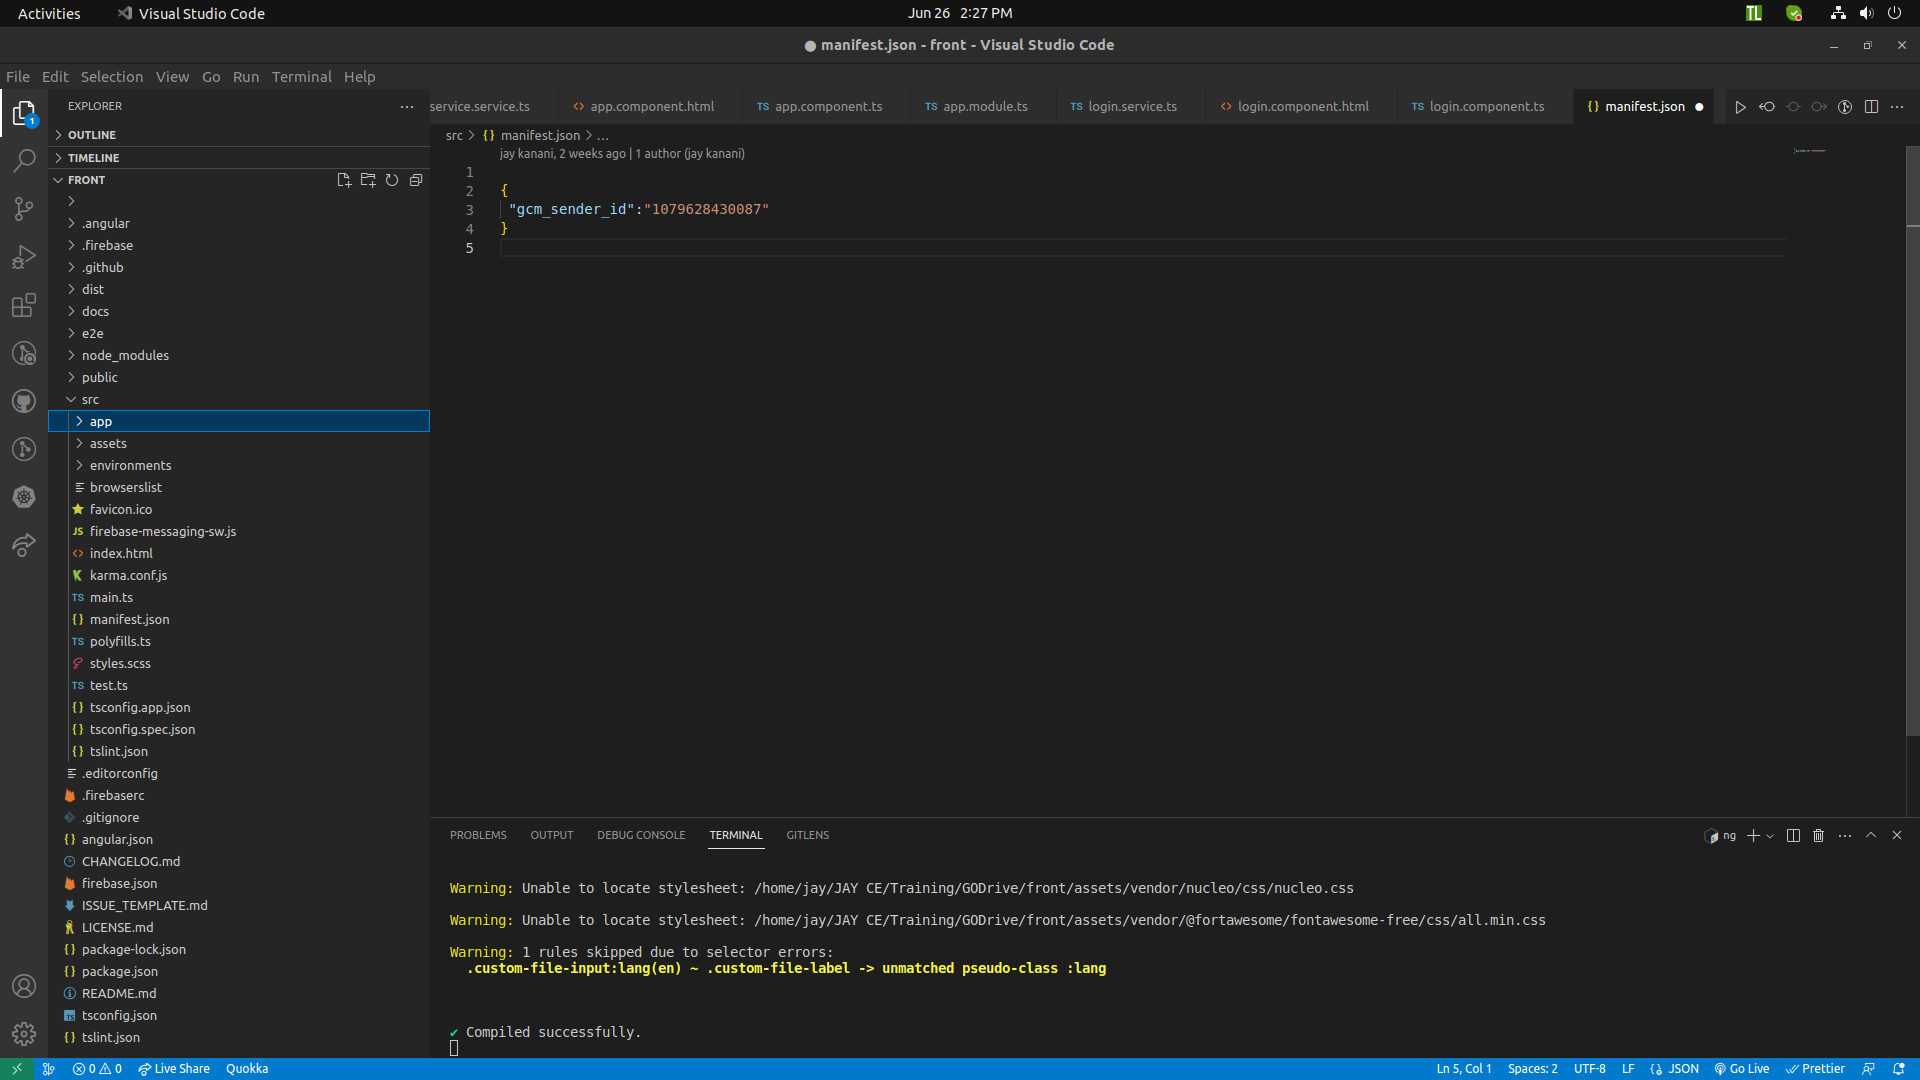 Activities
Visual Studio Code
Jun 26 2:27 PM
TL
● manifest.json - front - Visual Studio Code
File Edit Selection View Go Run Terminal Help
EXPLORER
1
OUTLINE
TIMELINE
FRONT
.angular
.firebase
.github
dist
docs
e2e
node_modules
public
src
app
assets
environments
browserslist
favicon.ico
JS firebase-messaging-sw.js
<> index.html
karma.conf.js
TS main.ts
{} manifest.json
TS polyfills.ts
styles.scss
TS test.ts
{} tsconfig.app.json
{} tsconfig.spec.json
{} tslint.json
.editorconfig
.firebaserc
.gitignore
{} angular.json
CHANGELOG.md
firebase.json
ISSUE_TEMPLATE.md
LICENSE.md
{} package-lock.json
{} package.json
README.md
TS tsconfig.json
{} tslint.json
service.service.ts
<> app.component.html
TS app.component.ts
TS app.module.ts
TS login.service.ts
<> login.component.html
TS login.component.ts
{} manifest.json ●
src > {} manifest.json > ...
jay kanani, 2 weeks ago | 1 author (jay kanani)
1
2 {
3 "gcm_sender_id":"1079628430087"
4 }
5
PROBLEMS OUTPUT DEBUG CONSOLE TERMINAL GITLENS
ng
Warning: Unable to locate stylesheet: /home/jay/JAY CE/Training/GODrive/front/assets/vendor/nucleo/css/nucleo.css
Warning: Unable to locate stylesheet: /home/jay/JAY CE/Training/GODrive/front/assets/vendor/@fortawesome/fontawesome-free/css/all.min.css
Warning: 1 rules skipped due to selector errors:
.custom-file-input:lang(en) ~ .custom-file-label -> unmatched pseudo-class :lang
✔ Compiled successfully.
0 0 Live Share Quokka
Ln 5, Col 1 Spaces: 2 UTF-8 LF {} JSON Go Live Prettier